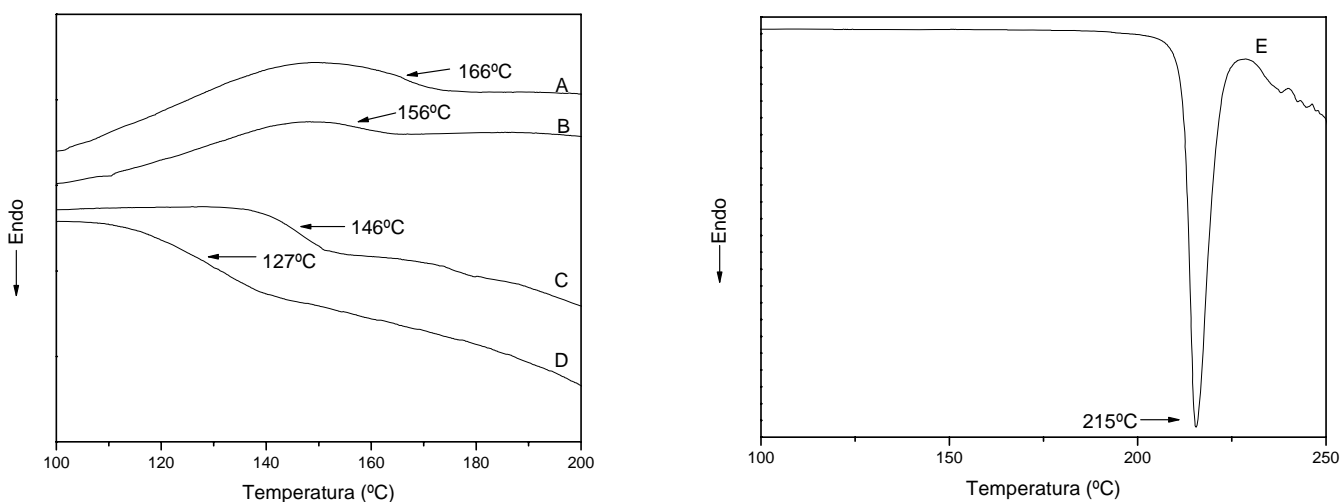 166ºC
A
156ºC
B
Endo
146ºC
127ºC
C
D
100 120 140 160 180 200
Temperatura (ºC)
E
Endo
215ºC
100 150 200 250
Temperatura (ºC)